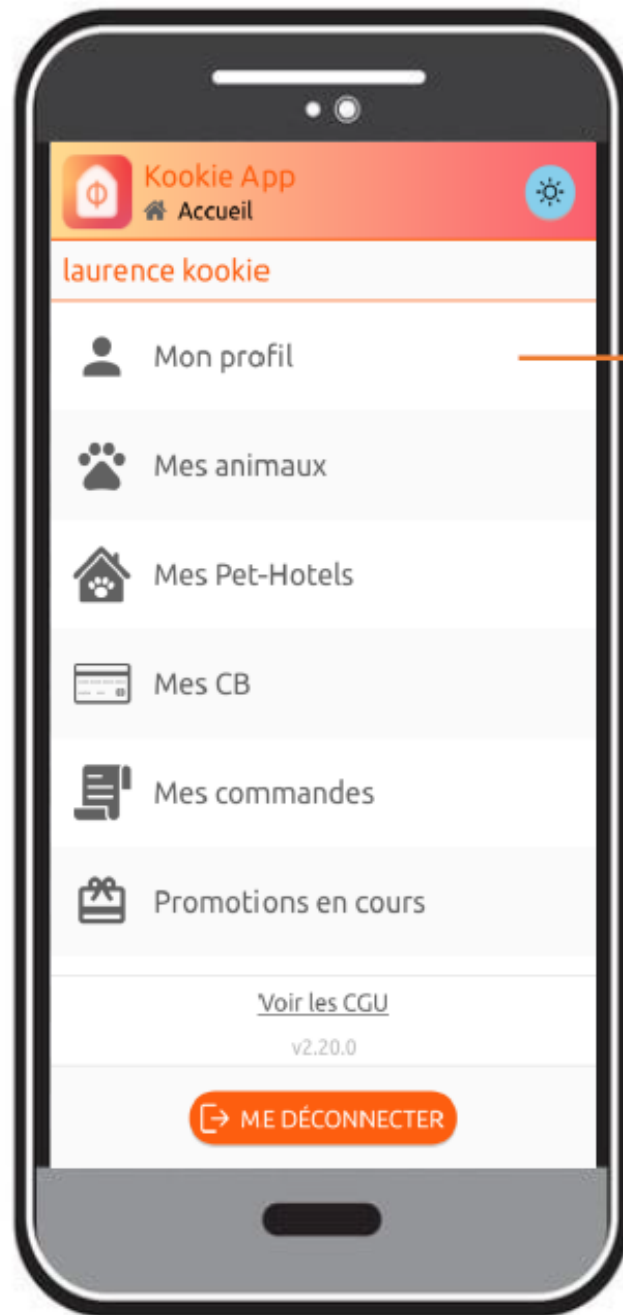 Kookie App
Accueil
laurence kookie
Mon profil
Mes animaux
Mes Pet-Hotels
Mes CB
Mes commandes
Promotions en cours
Voir les CGU
v2.20.0
ME DÉCONNECTER